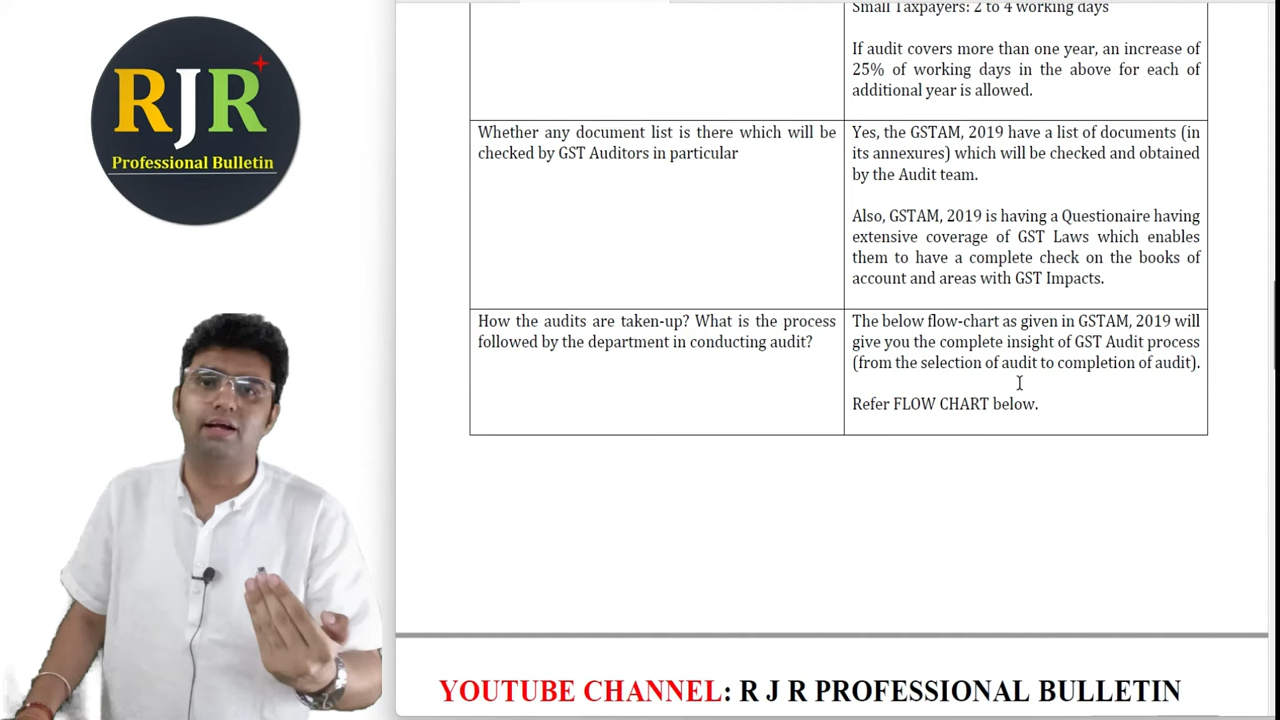 RJR
Professional Bulletin
Small Taxpayers: 2 to 4 working days
If audit covers more than one year, an increase of
25% of working days in the above for each of
additional year is allowed.
Whether any document list is there which will be
checked by GST Auditors in particular
Yes, the GSTAM, 2019 have a list of documents (in
its annexures) which will be checked and obtained
by the Audit team.
Also, GSTAM, 2019 is having a Questionaire having
extensive coverage of GST Laws which enables
them to have a complete check on the books of
account and areas with GST Impacts.
How the audits are taken-up? What is the process
followed by the department in conducting audit?
The below flow-chart as given in GSTAM, 2019 will
give you the complete insight of GST Audit process
(from the selection of audit to completion of audit).
Refer FLOW CHART below.
YOUTUBE CHANNEL: R J R PROFESSIONAL BULLETIN